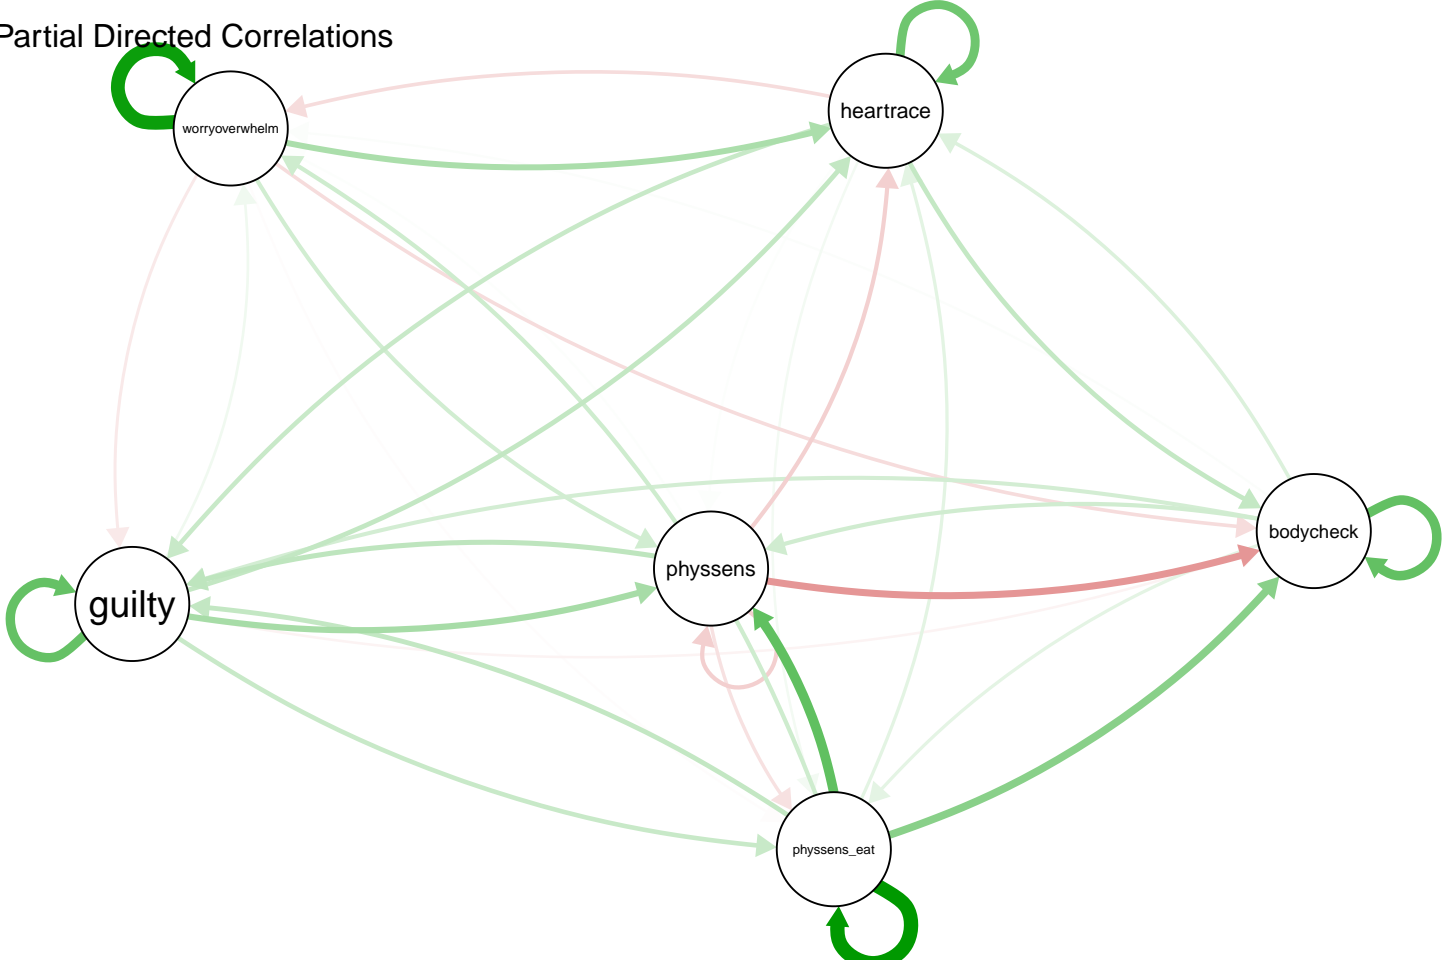 Partial Directed Correlations
heartrace
worryoverwhelm
bodycheck
physsens
guilty
physsens_eat